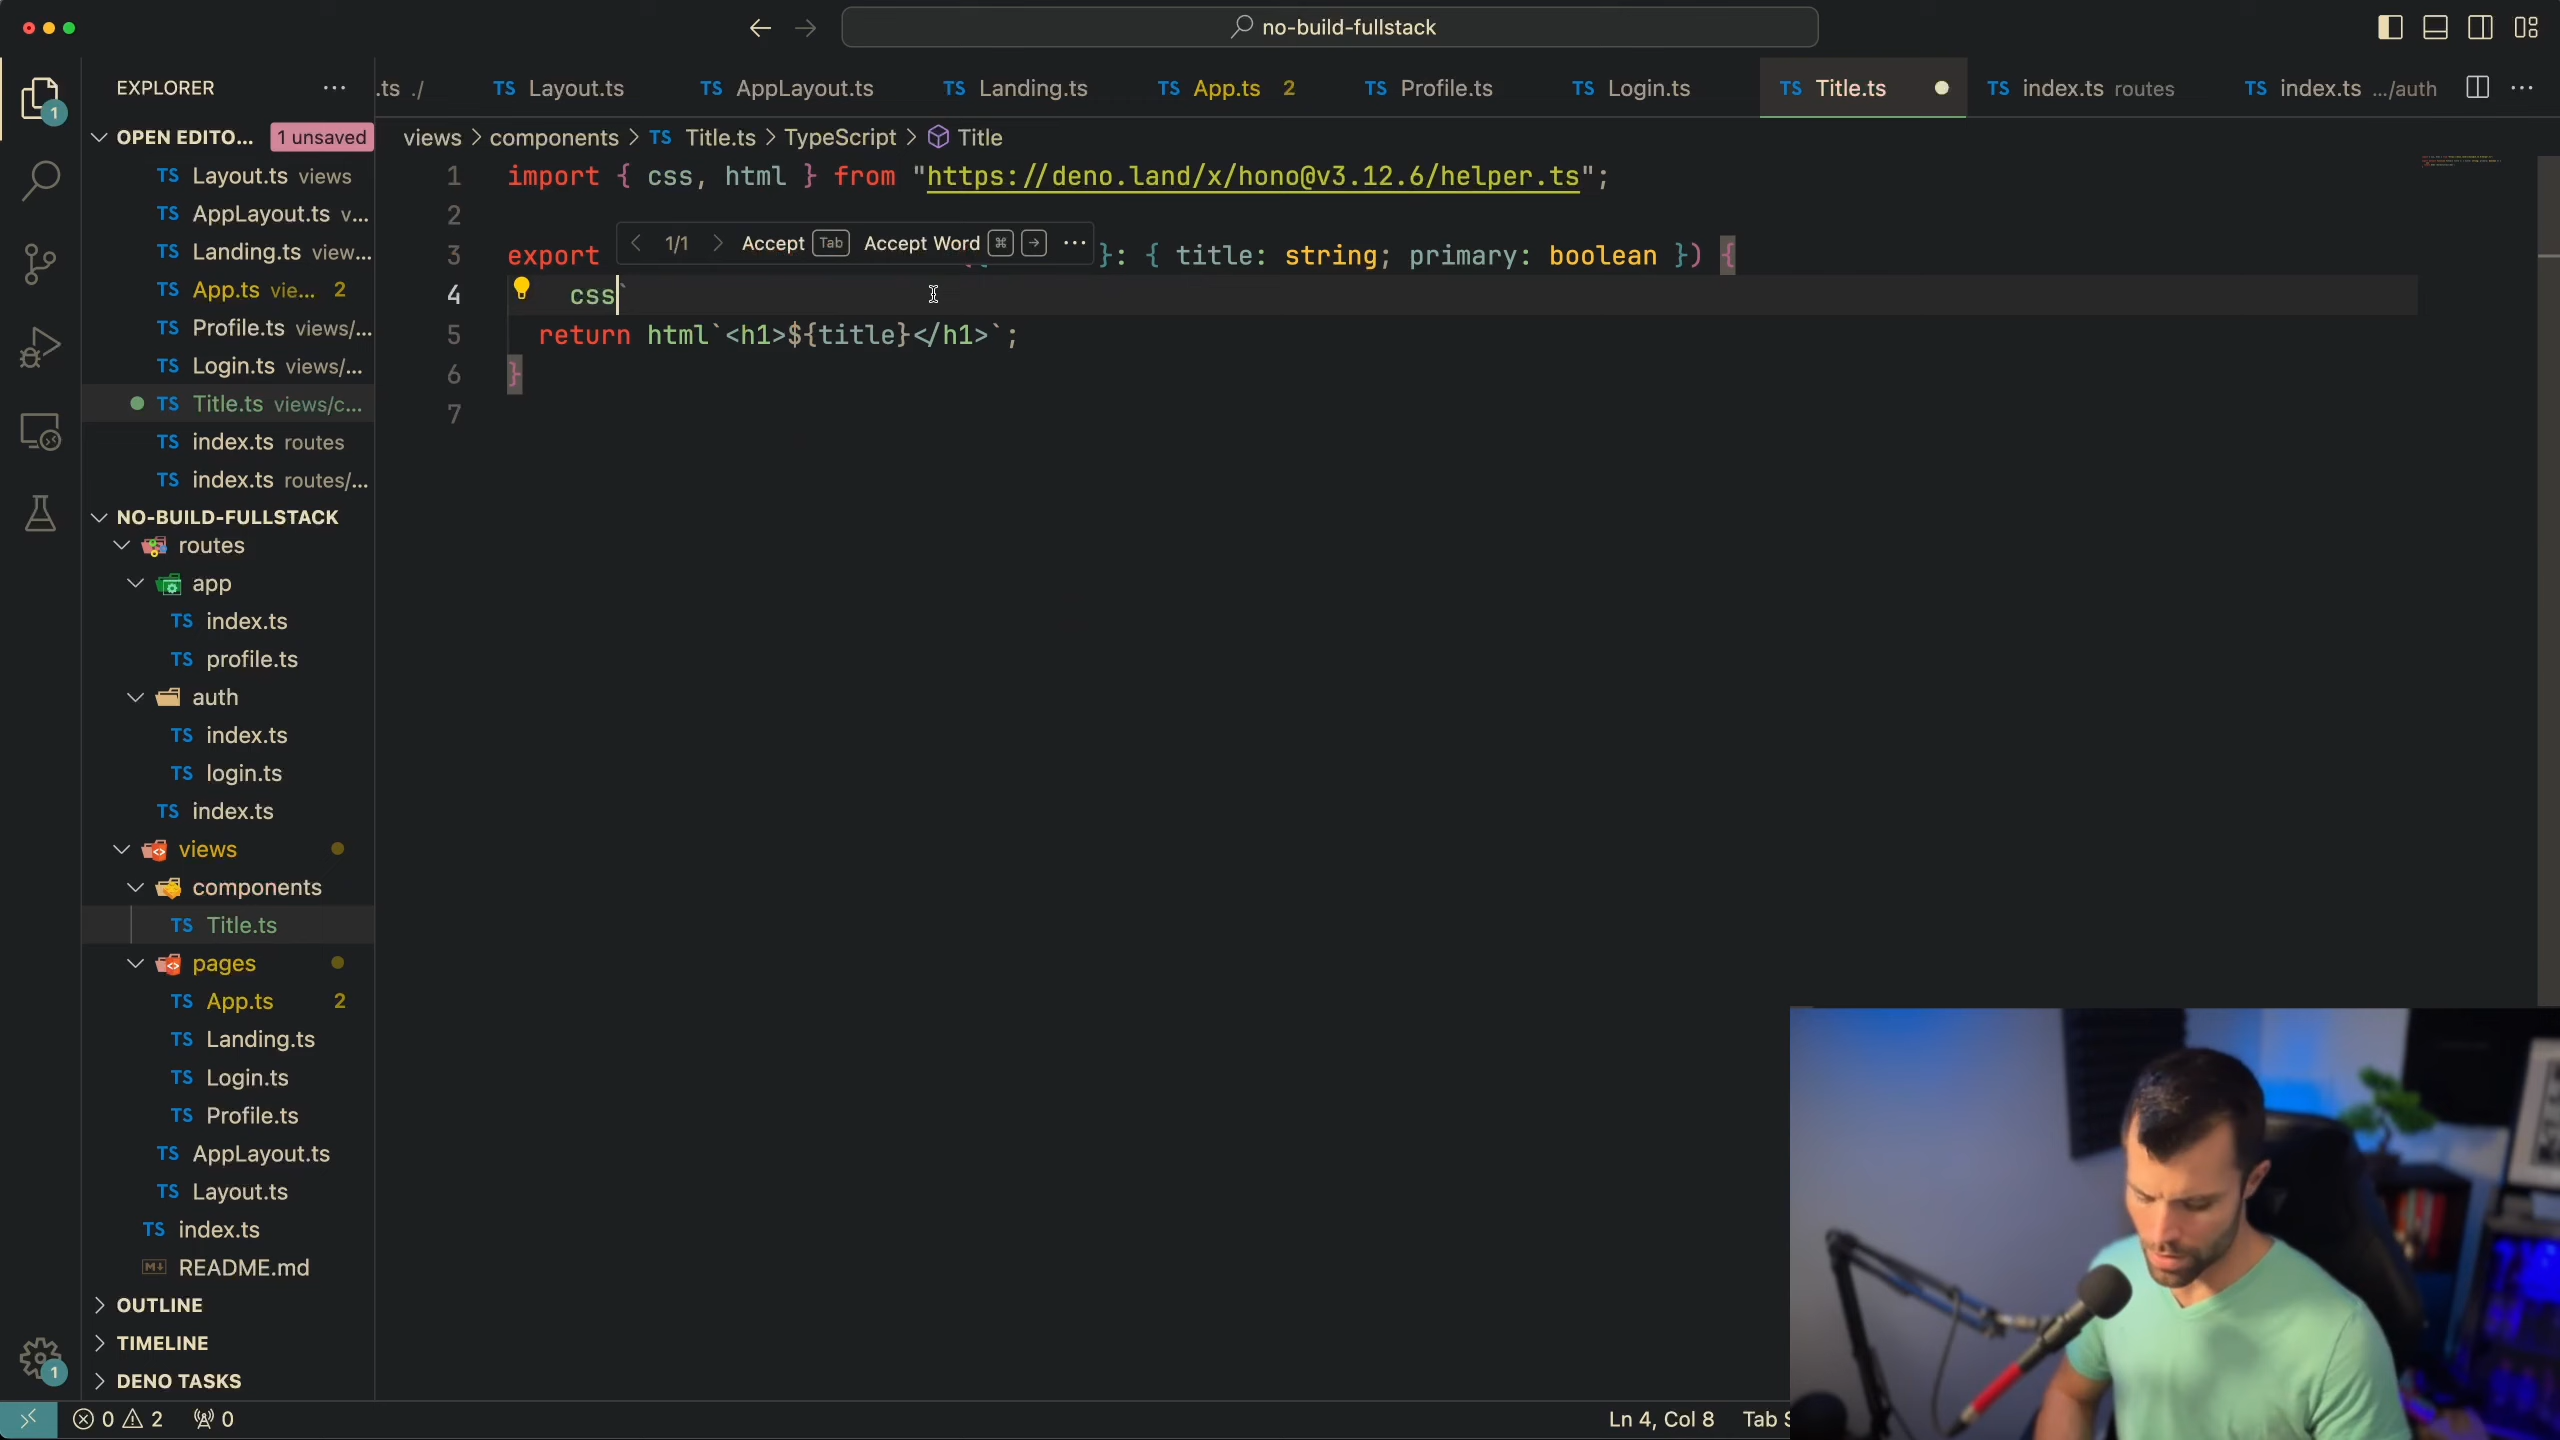 no-build-fullstack
EXPLORER
.ts ./
TS Layout.ts
TS AppLayout.ts
TS Landing.ts
TS App.ts 2
TS Profile.ts
TS Login.ts
TS Title.ts
TS index.ts routes
TS index.ts .../auth
OPEN EDITO... 1 unsaved
TS Layout.ts views
TS AppLayout.ts v...
TS Landing.ts view...
TS App.ts vie... 2
TS Profile.ts views/...
TS Login.ts views/...
TS Title.ts views/c...
TS index.ts routes
TS index.ts routes/...
NO-BUILD-FULLSTACK
routes
app
TS index.ts
TS profile.ts
auth
TS index.ts
TS login.ts
TS index.ts
views
components
TS Title.ts
pages
TS App.ts 2
TS Landing.ts
TS Login.ts
TS Profile.ts
TS AppLayout.ts
TS Layout.ts
TS index.ts
README.md
OUTLINE
TIMELINE
DENO TASKS
1
1
views > components > TS Title.ts > TypeScript > Title
1 import { css, html } from "https://deno.land/x/hono@v3.12.6/helper.ts";
2
1/1 Accept Tab Accept Word ⌘ → ...
3 export }: { title: string; primary: boolean }) {
4 css`
5 return html`<h1>${title}</h1>`;
6 }
7
0 2 0
Ln 4, Col 8 Tab S